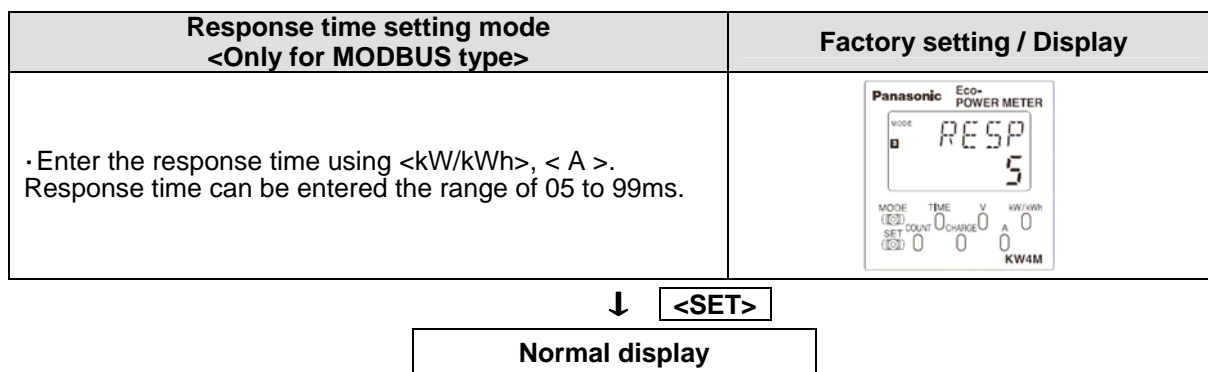 Response time setting mode
<Only for MODBUS type>
Factory setting / Display
·Enter the response time using <kW/kWh>, < A >.
Response time can be entered the range of 05 to 99ms.
Panasonic Eco-
POWER METER
MODE
3 RESP
5
MODE TIME V kW/kWh
SET COUNT CHARGE A
KW4M
↓ <SET>
Normal display